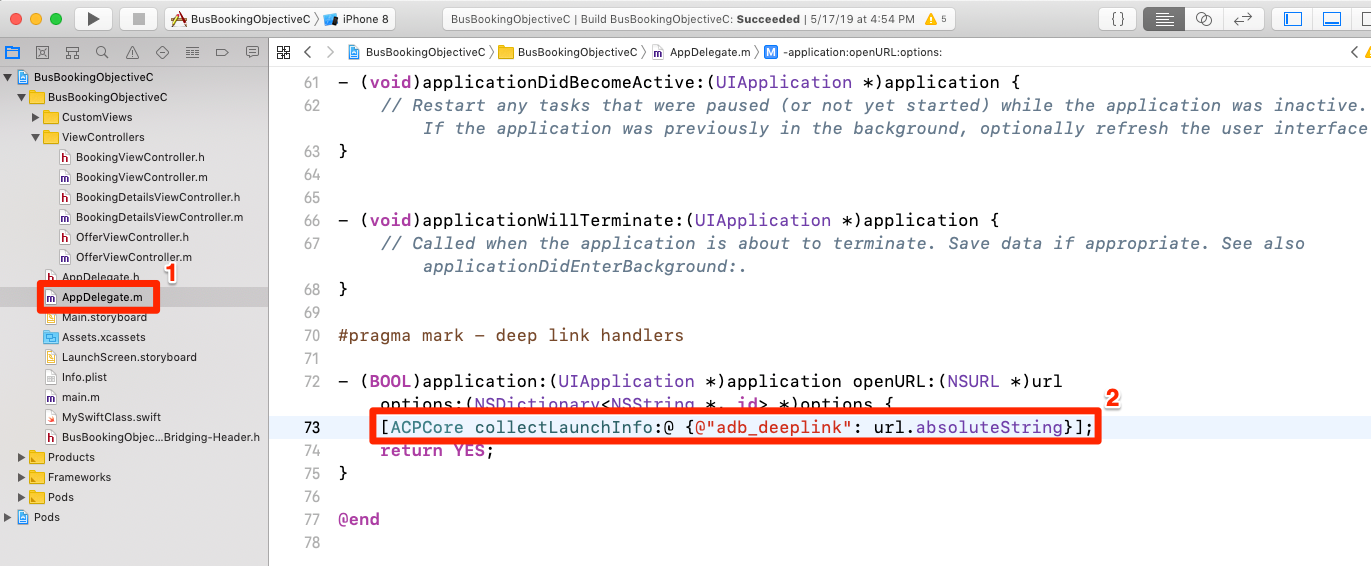 BusBookingObjectiveC
iPhone 8
BusBookingObjectiveC | Build BusBookingObjectiveC: Succeeded | 5/17/19 at 4:54 PM 5
{}
BusBookingObjectiveC
BusBookingObjectiveC
AppDelegate.m
M -application:openURL:options:
BusBookingObjectiveC
BusBookingObjectiveC
CustomViews
ViewControllers
h BookingViewController.h
m BookingViewController.m
h BookingDetailsViewController.h
m BookingDetailsViewController.m
h OfferViewController.h
m OfferViewController.m
h AppDelegate.h
1
m AppDelegate.m
Main.storyboard
Assets.xcassets
LaunchScreen.storyboard
Info.plist
m main.m
MySwiftClass.swift
h BusBookingObjec...Bridging-Header.h
Products
Frameworks
Pods
Pods
61 - (void)applicationDidBecomeActive:(UIApplication *)application {
62 // Restart any tasks that were paused (or not yet started) while the application was inactive.
If the application was previously in the background, optionally refresh the user interface
63 }
64
65
66 - (void)applicationWillTerminate:(UIApplication *)application {
67 // Called when the application is about to terminate. Save data if appropriate. See also
applicationDidEnterBackground:.
68 }
69
70 #pragma mark - deep link handlers
71
72 - (BOOL)application:(UIApplication *)application openURL:(NSURL *)url
options:(NSDictionary<NSString *, id> *)options {
2
73 [ACPCore collectLaunchInfo:@ {@"adb_deeplink": url.absoluteString}];
74 return YES;
75 }
76
77 @end
78